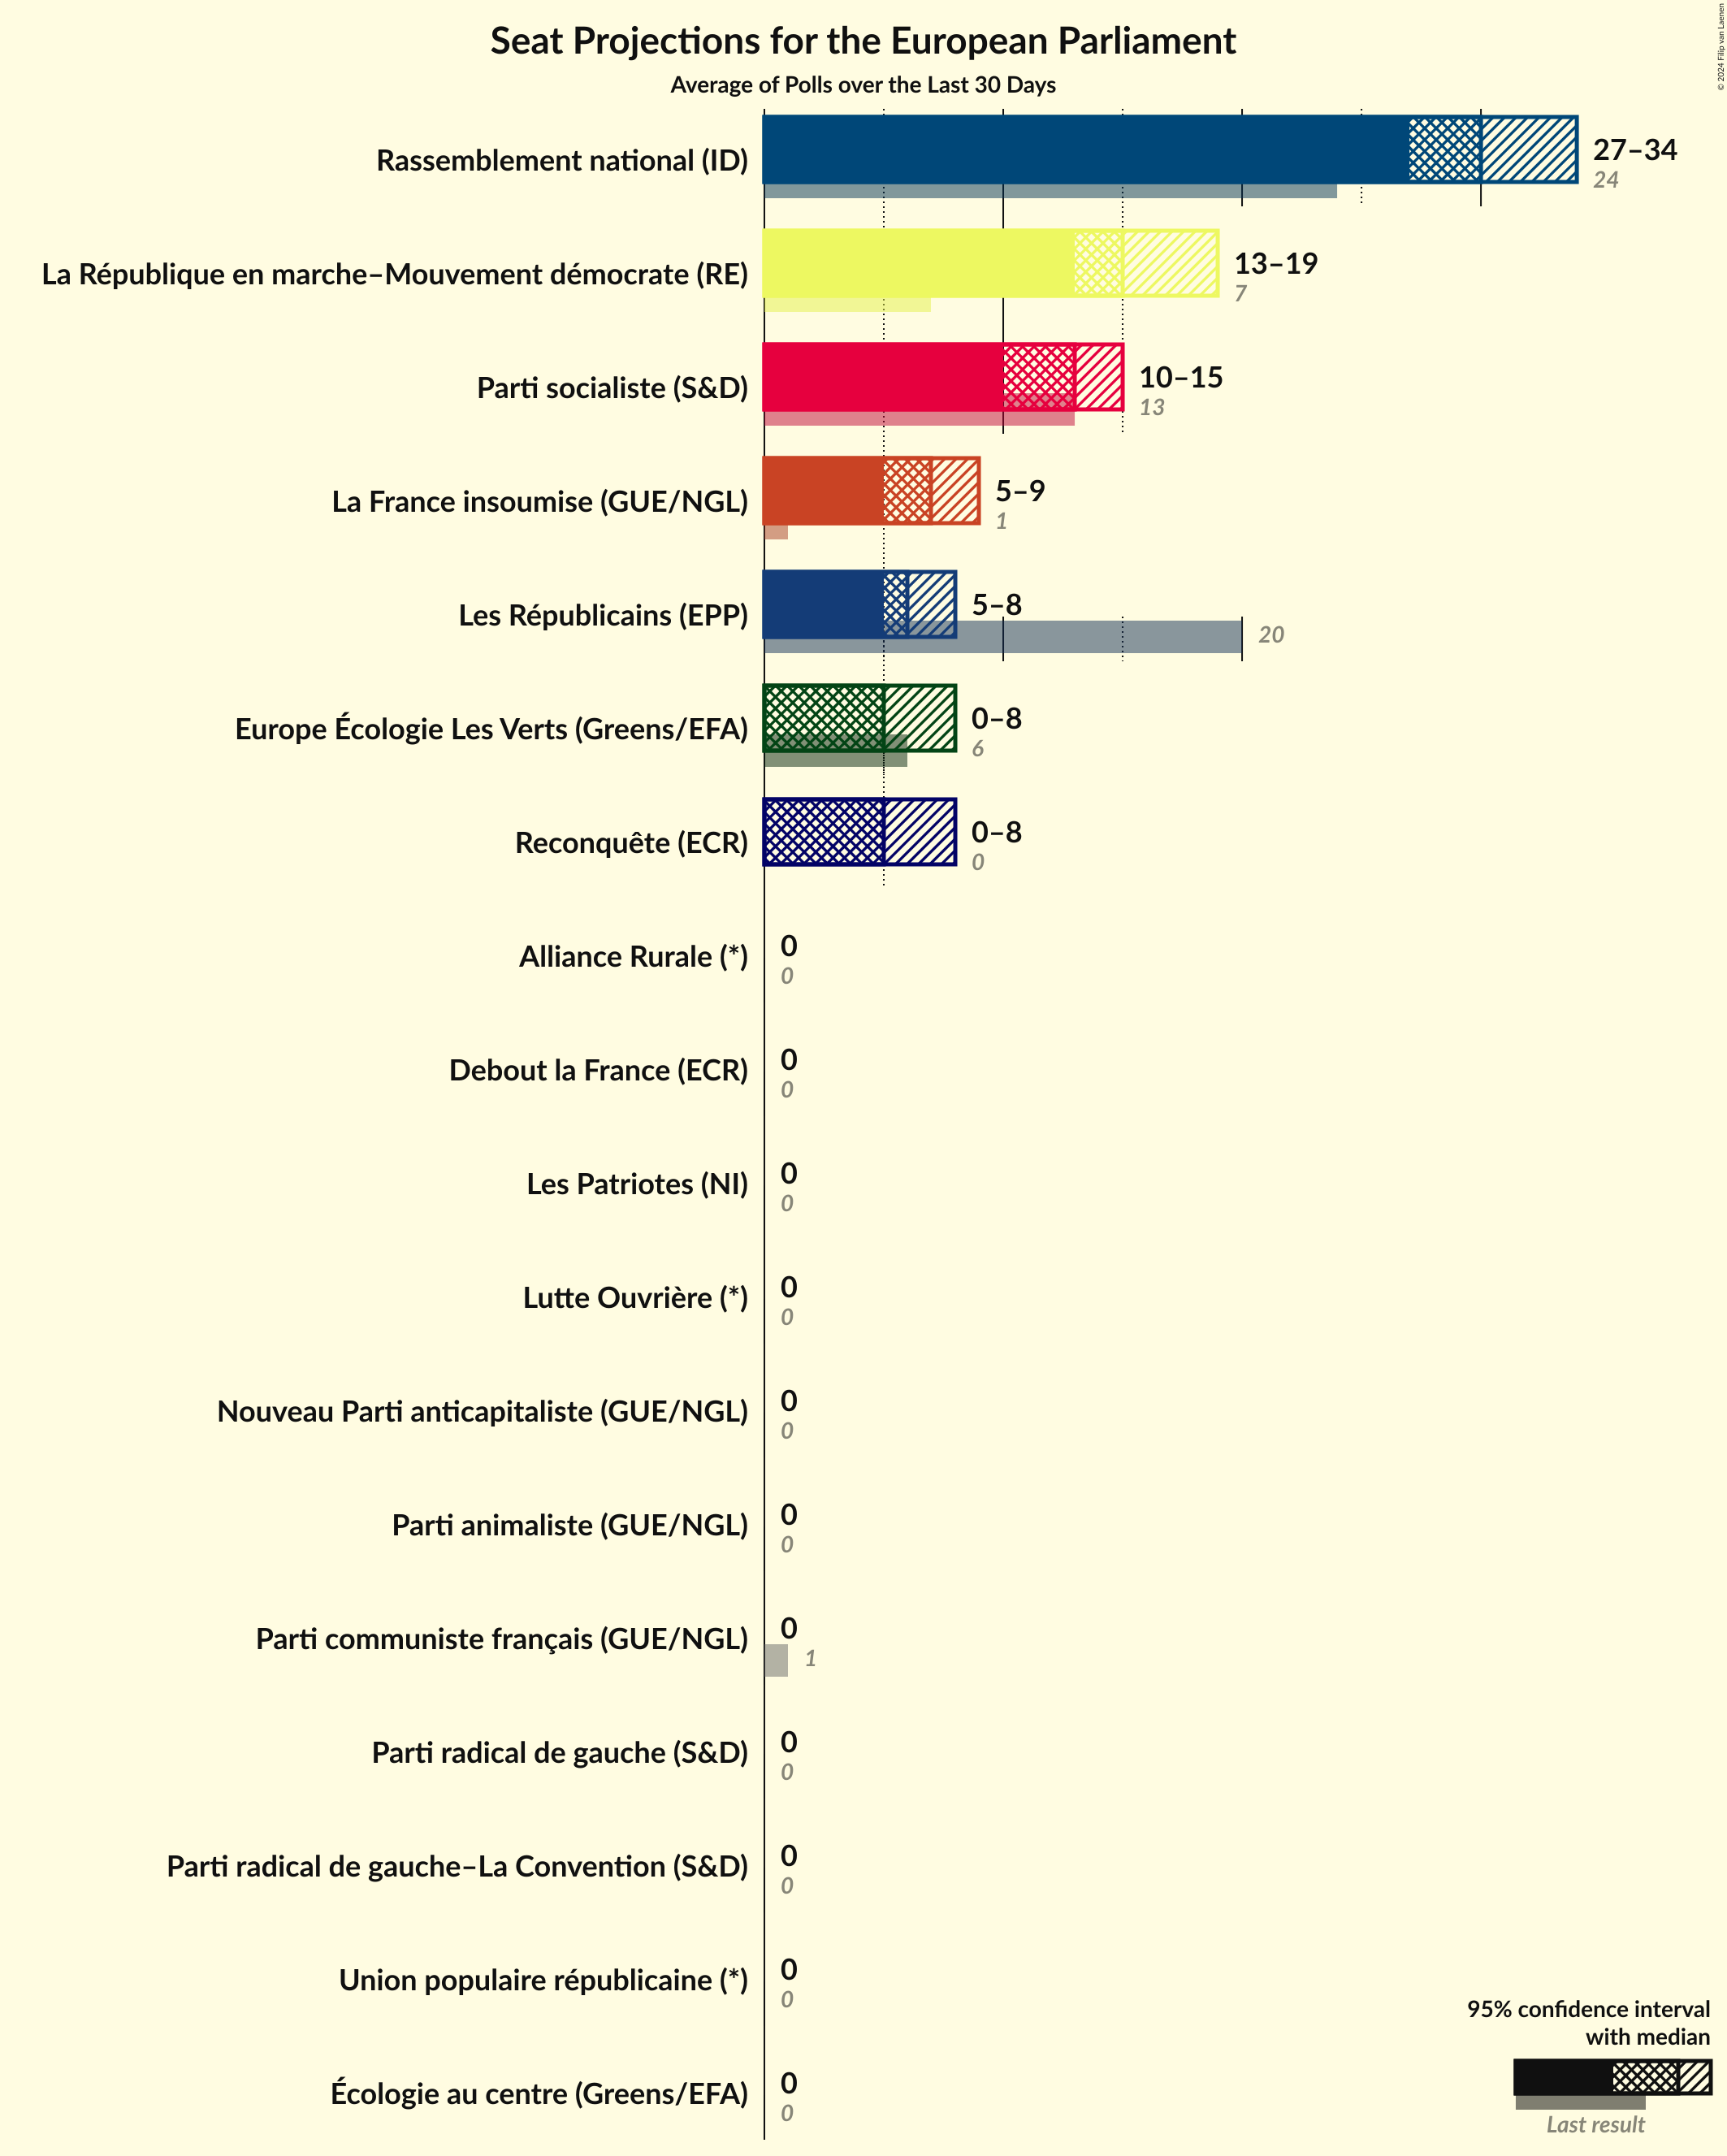 Seat Projections for the European Parliament
Average of Polls over the Last 30 Days
© 2024 Filip van Laenen
Rassemblement national (ID)
27–34
24
La République en marche–Mouvement démocrate (RE)
13–19
7
Parti socialiste (S&D)
10–15
13
La France insoumise (GUE/NGL)
5–9
1
Les Républicains (EPP)
5–8
20
Europe Écologie Les Verts (Greens/EFA)
0–8
6
Reconquête (ECR)
0–8
0
Alliance Rurale (*)
0
0
Debout la France (ECR)
0
0
Les Patriotes (NI)
0
0
Lutte Ouvrière (*)
0
0
Nouveau Parti anticapitaliste (GUE/NGL)
0
0
Parti animaliste (GUE/NGL)
0
0
Parti communiste français (GUE/NGL)
0
1
Parti radical de gauche (S&D)
0
0
Parti radical de gauche–La Convention (S&D)
0
0
Union populaire républicaine (*)
0
0
Écologie au centre (Greens/EFA)
0
0
95% confidence interval
with median
Last result